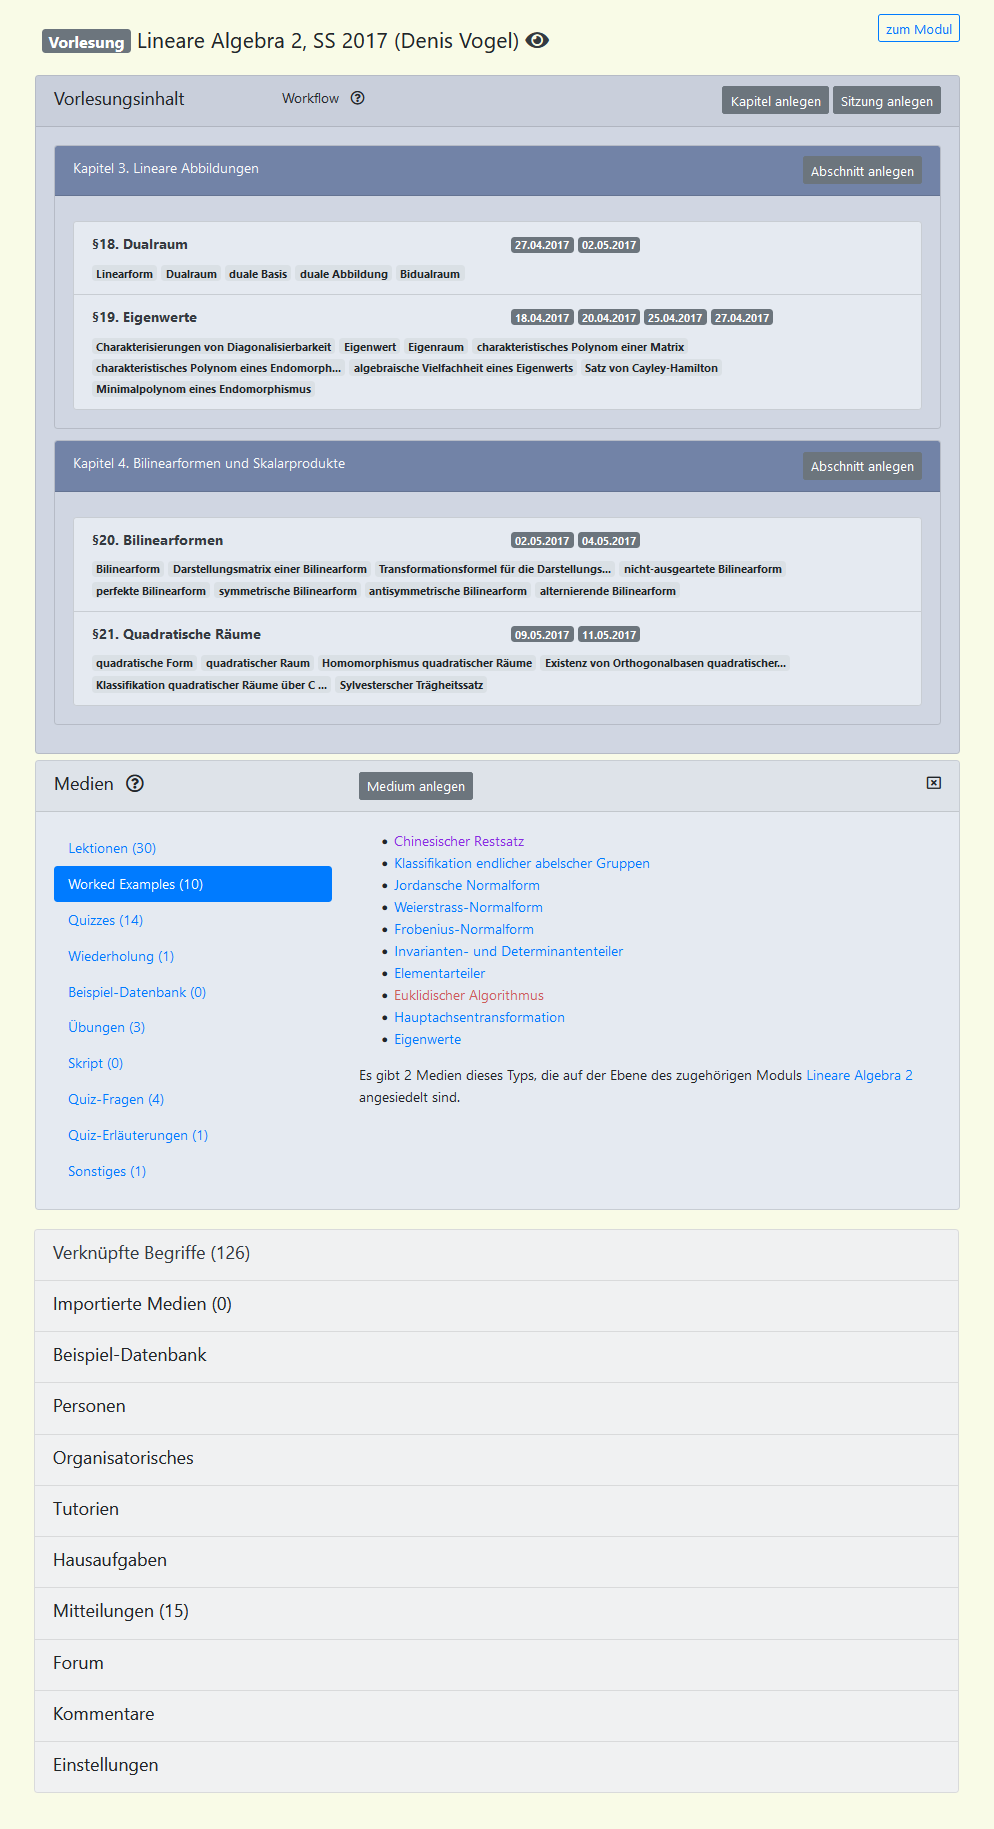 Vorlesung Lineare Algebra 2, SS 2017 (Denis Vogel)
zum Modul
Vorlesungsinhalt Workflow Kapitel anlegen Sitzung anlegen
Kapitel 3. Lineare Abbildungen Abschnitt anlegen
§18. Dualraum 27.04.2017 02.05.2017
Linearform Dualraum duale Basis duale Abbildung Bidualraum
§19. Eigenwerte 18.04.2017 20.04.2017 25.04.2017 27.04.2017
Charakterisierungen von Diagonalisierbarkeit Eigenwert Eigenraum charakteristisches Polynom einer Matrix
charakteristisches Polynom eines Endomorph... algebraische Vielfachheit eines Eigenwerts Satz von Cayley-Hamilton
Minimalpolynom eines Endomorphismus
Kapitel 4. Bilinearformen und Skalarprodukte Abschnitt anlegen
§20. Bilinearformen 02.05.2017 04.05.2017
Bilinearform Darstellungsmatrix einer Bilinearform Transformationsformel für die Darstellungs... nicht-ausgeartete Bilinearform
perfekte Bilinearform symmetrische Bilinearform antisymmetrische Bilinearform alternierende Bilinearform
§21. Quadratische Räume 09.05.2017 11.05.2017
quadratische Form quadratischer Raum Homomorphismus quadratischer Räume Existenz von Orthogonalbasen quadratischer...
Klassifikation quadratischer Räume über C ... Sylvesterscher Trägheitssatz
Medien Medium anlegen
Lektionen (30)
Worked Examples (10)
Quizzes (14)
Wiederholung (1)
Beispiel-Datenbank (0)
Übungen (3)
Skript (0)
Quiz-Fragen (4)
Quiz-Erläuterungen (1)
Sonstiges (1)
Chinesischer Restsatz
Klassifikation endlicher abelscher Gruppen
Jordansche Normalform
Weierstrass-Normalform
Frobenius-Normalform
Invarianten- und Determinantenteiler
Elementarteiler
Euklidischer Algorithmus
Hauptachsentransformation
Eigenwerte
Es gibt 2 Medien dieses Typs, die auf der Ebene des zugehörigen Moduls Lineare Algebra 2
angesiedelt sind.
Verknüpfte Begriffe (126)
Importierte Medien (0)
Beispiel-Datenbank
Personen
Organisatorisches
Tutorien
Hausaufgaben
Mitteilungen (15)
Forum
Kommentare
Einstellungen